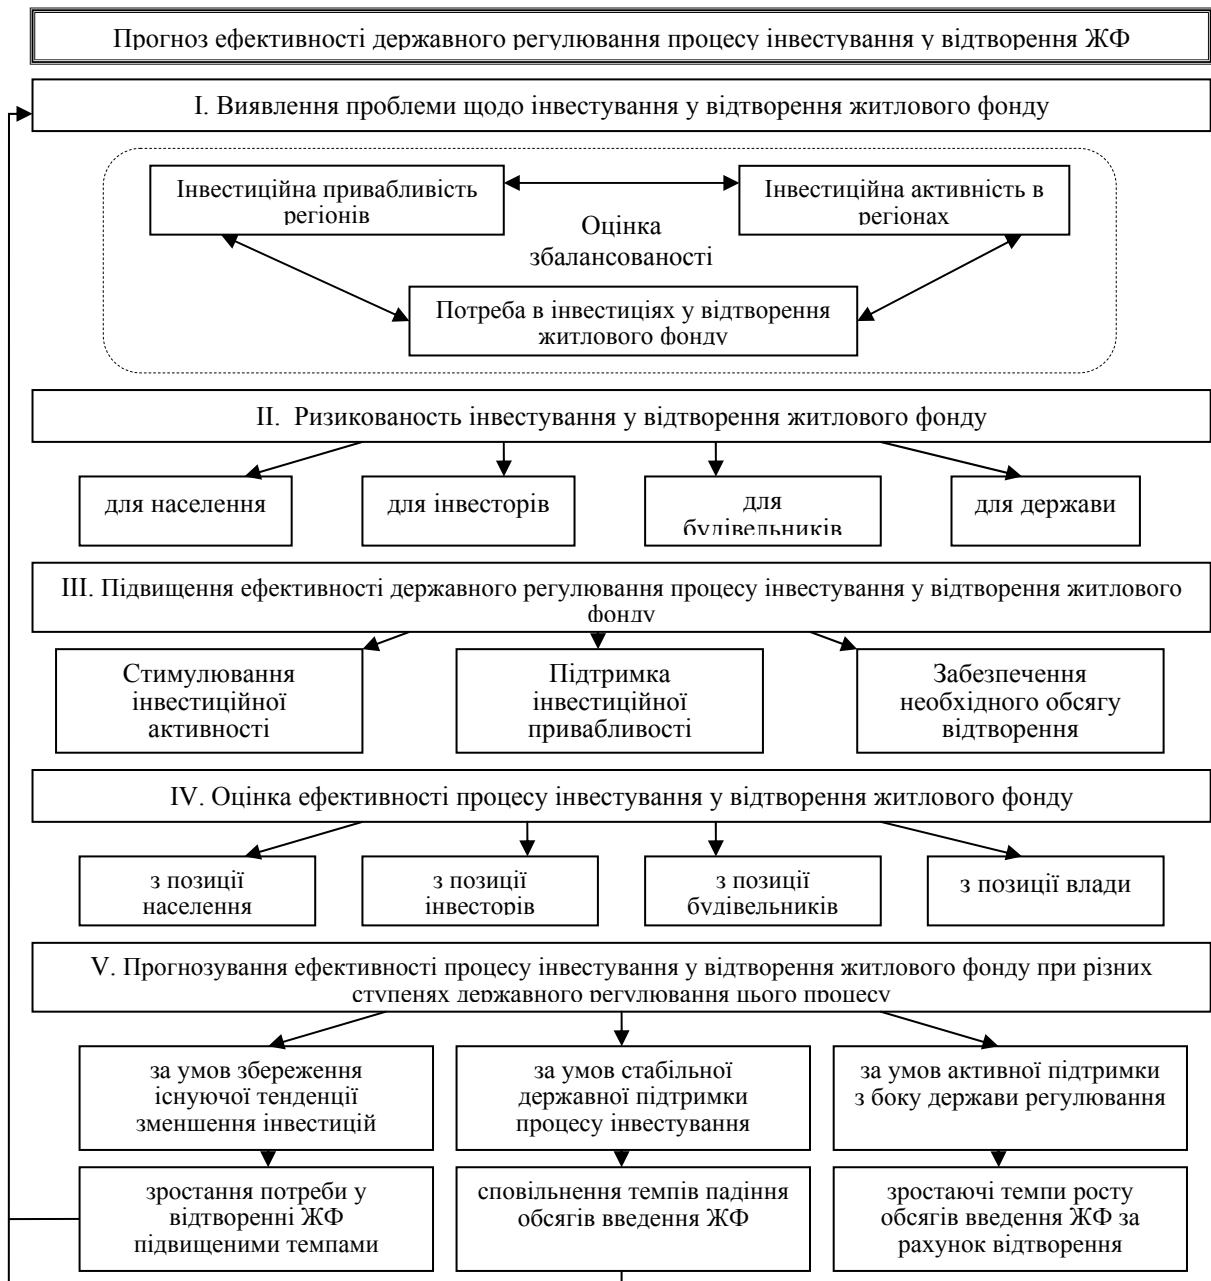 Прогноз ефективності державного регулювання процесу інвестування у відтворення ЖФ
І. Виявлення проблеми щодо інвестування у відтворення житлового фонду
Інвестиційна привабливість
регіонів
Інвестиційна активність в
регіонах
Оцінка
збалансованості
Потреба в інвестиціях у відтворення
житлового фонду
ІІ. Ризикованость інвестування у відтворення житлового фонду
для населення
для інвесторів
для
будівельників
для держави
ІІІ. Підвищення ефективності державного регулювання процесу інвестування у відтворення житлового
фонду
Стимулювання
інвестиційної
активності
Підтримка
інвестиційної
привабливості
Забезпечення
необхідного обсягу
відтворення
IV. Оцінка ефективності процесу інвестування у відтворення житлового фонду
з позиції
населення
з позиції
інвесторів
з позиції
будівельників
з позиції влади
V. Прогнозування ефективності процесу інвестування у відтворення житлового фонду при різних
ступенях державного регулювання цього процесу
за умов збереження
існуючої тенденції
зменшення інвестицій
за умов стабільної
державної підтримки
процесу інвестування
за умов активної підтримки
з боку держави регулювання
зростання потреби у
відтворенні ЖФ
підвищеними темпами
сповільнення темпів падіння
обсягів введення ЖФ
зростаючі темпи росту
обсягів введення ЖФ за
рахунок відтворення